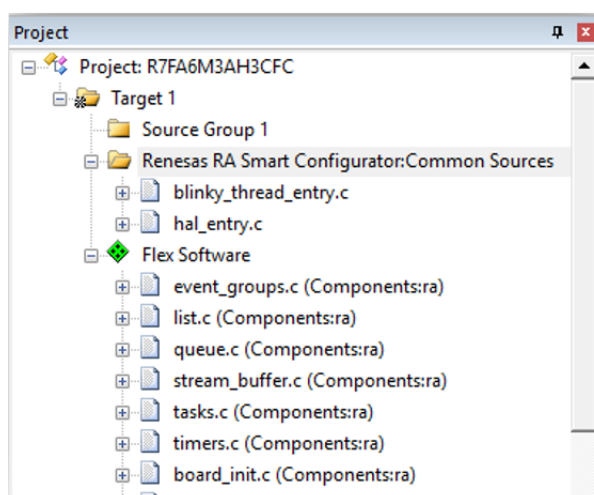 Project
Project: R7FA6M3AH3CFC
Target 1
Source Group 1
Renesas RA Smart Configurator:Common Sources
blinky_thread_entry.c
hal_entry.c
Flex Software
event_groups.c (Components:ra)
list.c (Components:ra)
queue.c (Components:ra)
stream_buffer.c (Components:ra)
tasks.c (Components:ra)
timers.c (Components:ra)
board_init.c (Components:ra)